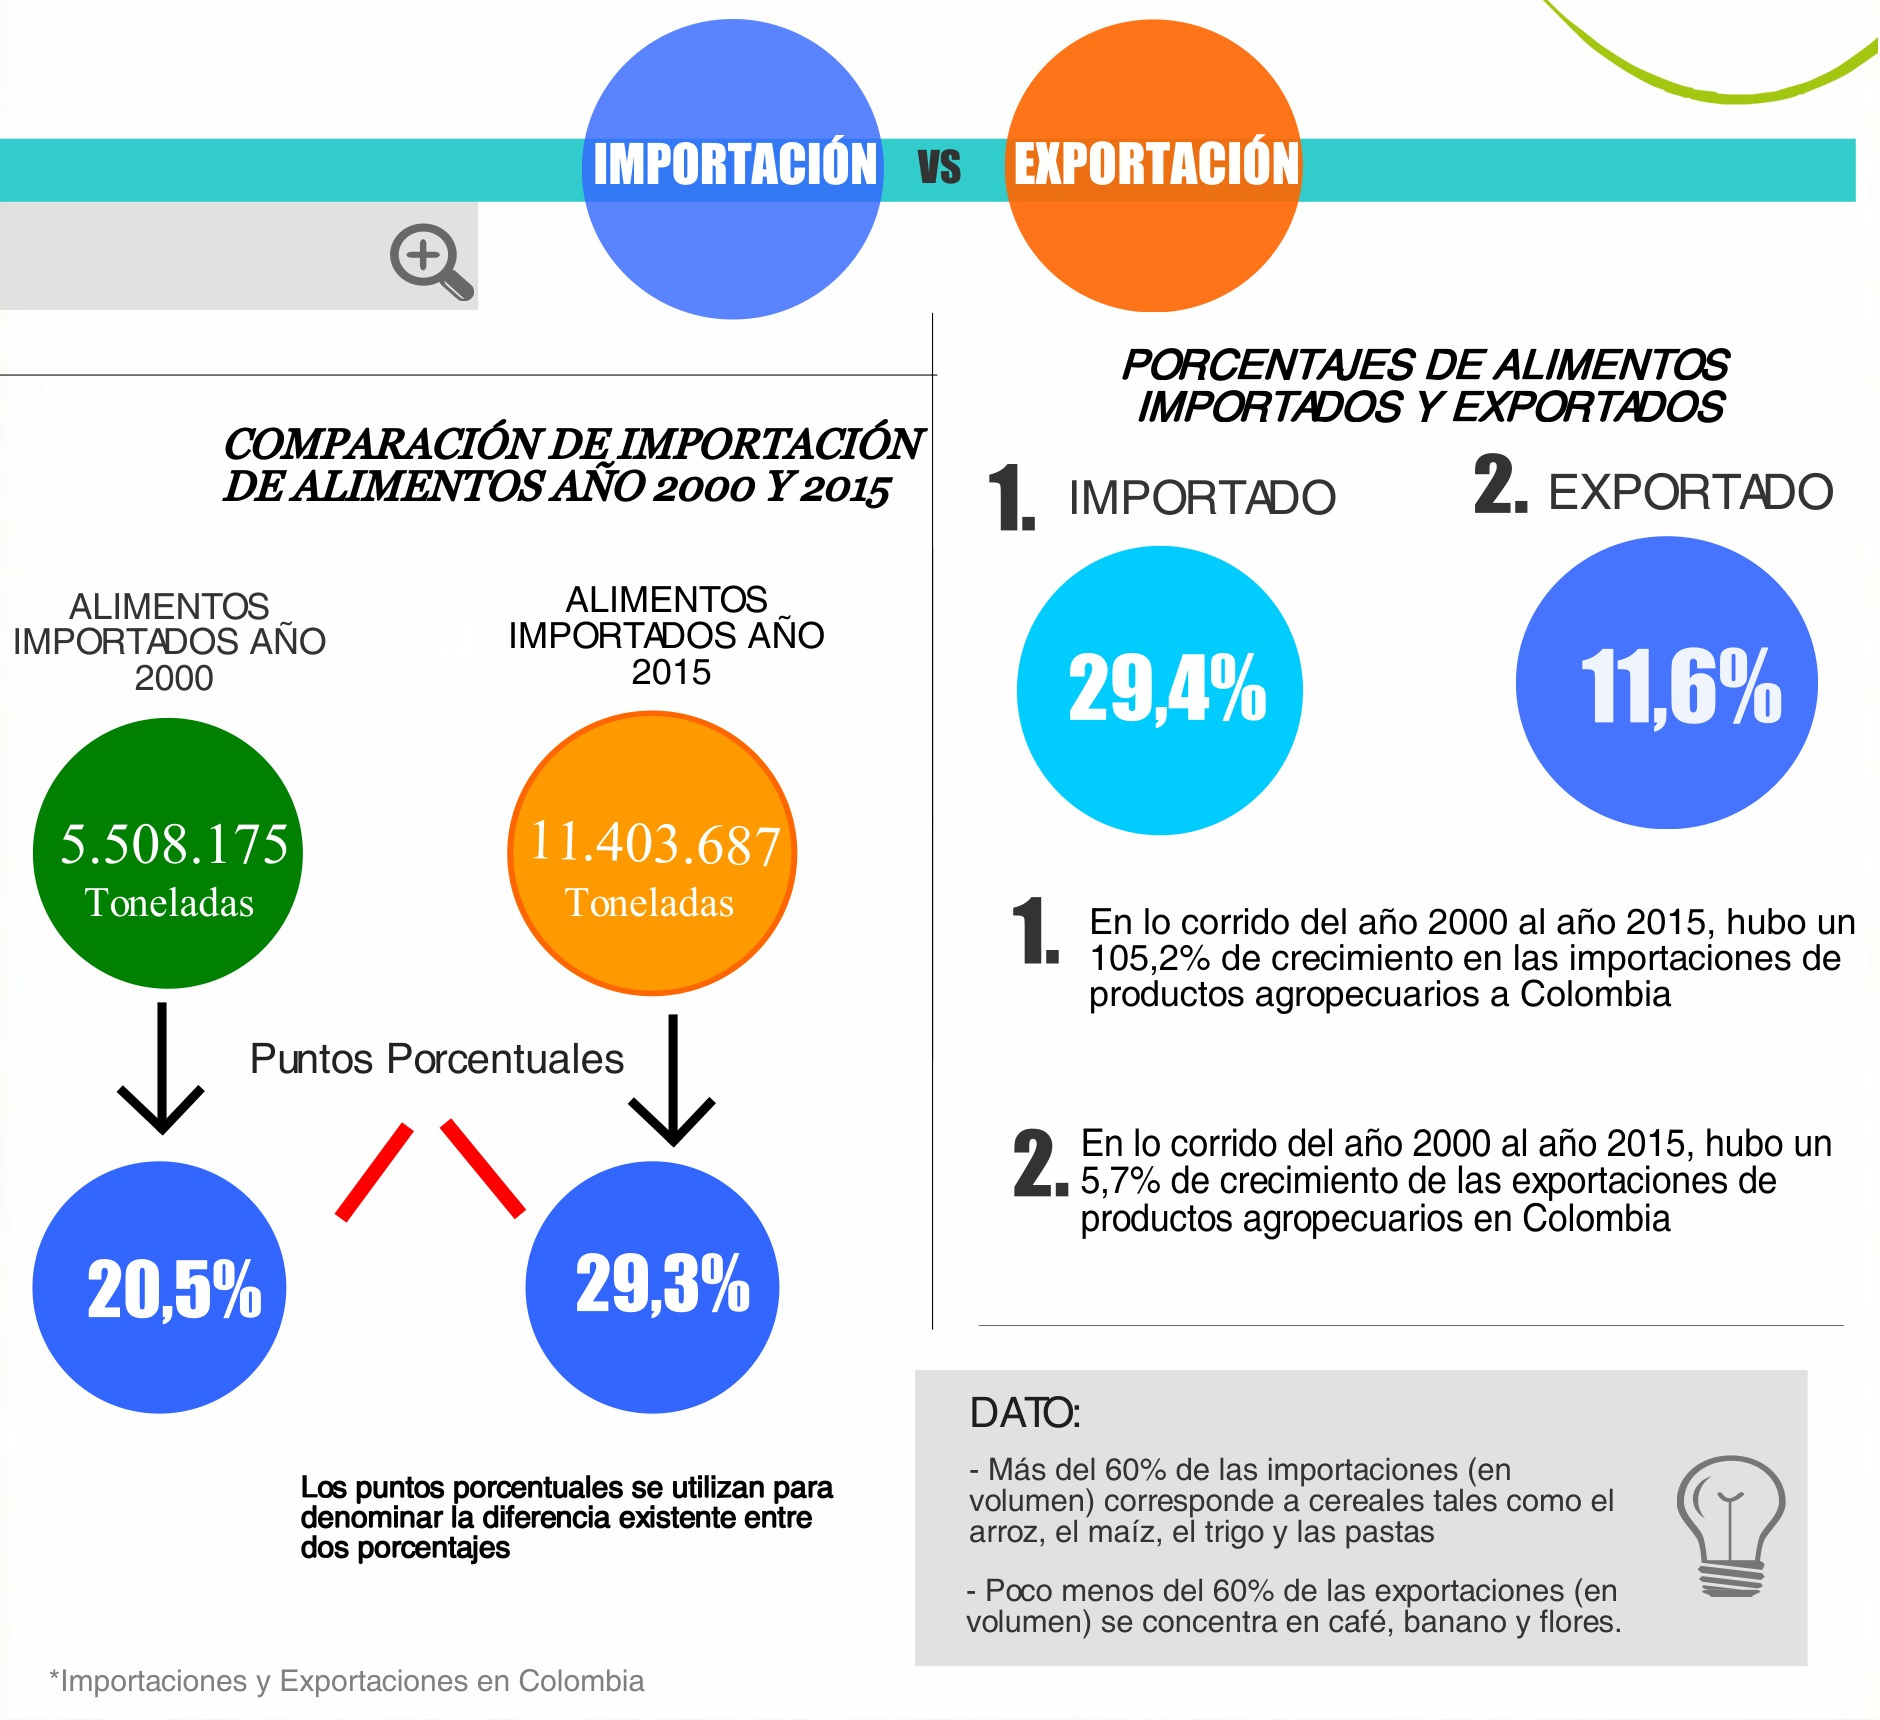 IMPORTACIÓN VS EXPORTACIÓN
COMPARACIÓN DE IMPORTACIÓN
DE ALIMENTOS AÑO 2000 Y 2015
ALIMENTOS
IMPORTADOS AÑO
2000
ALIMENTOS
IMPORTADOS AÑO
2015
5.508.175
Toneladas
11.403.687
Toneladas
Puntos Porcentuales
20,5%
29,3%
Los puntos porcentuales se utilizan para
denominar la diferencia existente entre
dos porcentajes
*Importaciones y Exportaciones en Colombia
PORCENTAJES DE ALIMENTOS
IMPORTADOS Y EXPORTADOS
1. IMPORTADO
2. EXPORTADO
29,4%
11,6%
1. En lo corrido del año 2000 al año 2015, hubo un
105,2% de crecimiento en las importaciones de
productos agropecuarios a Colombia
2. En lo corrido del año 2000 al año 2015, hubo un
5,7% de crecimiento de las exportaciones de
productos agropecuarios en Colombia
DATO:
- Más del 60% de las importaciones (en
volumen) corresponde a cereales tales como el
arroz, el maíz, el trigo y las pastas
- Poco menos del 60% de las exportaciones (en
volumen) se concentra en café, banano y flores.